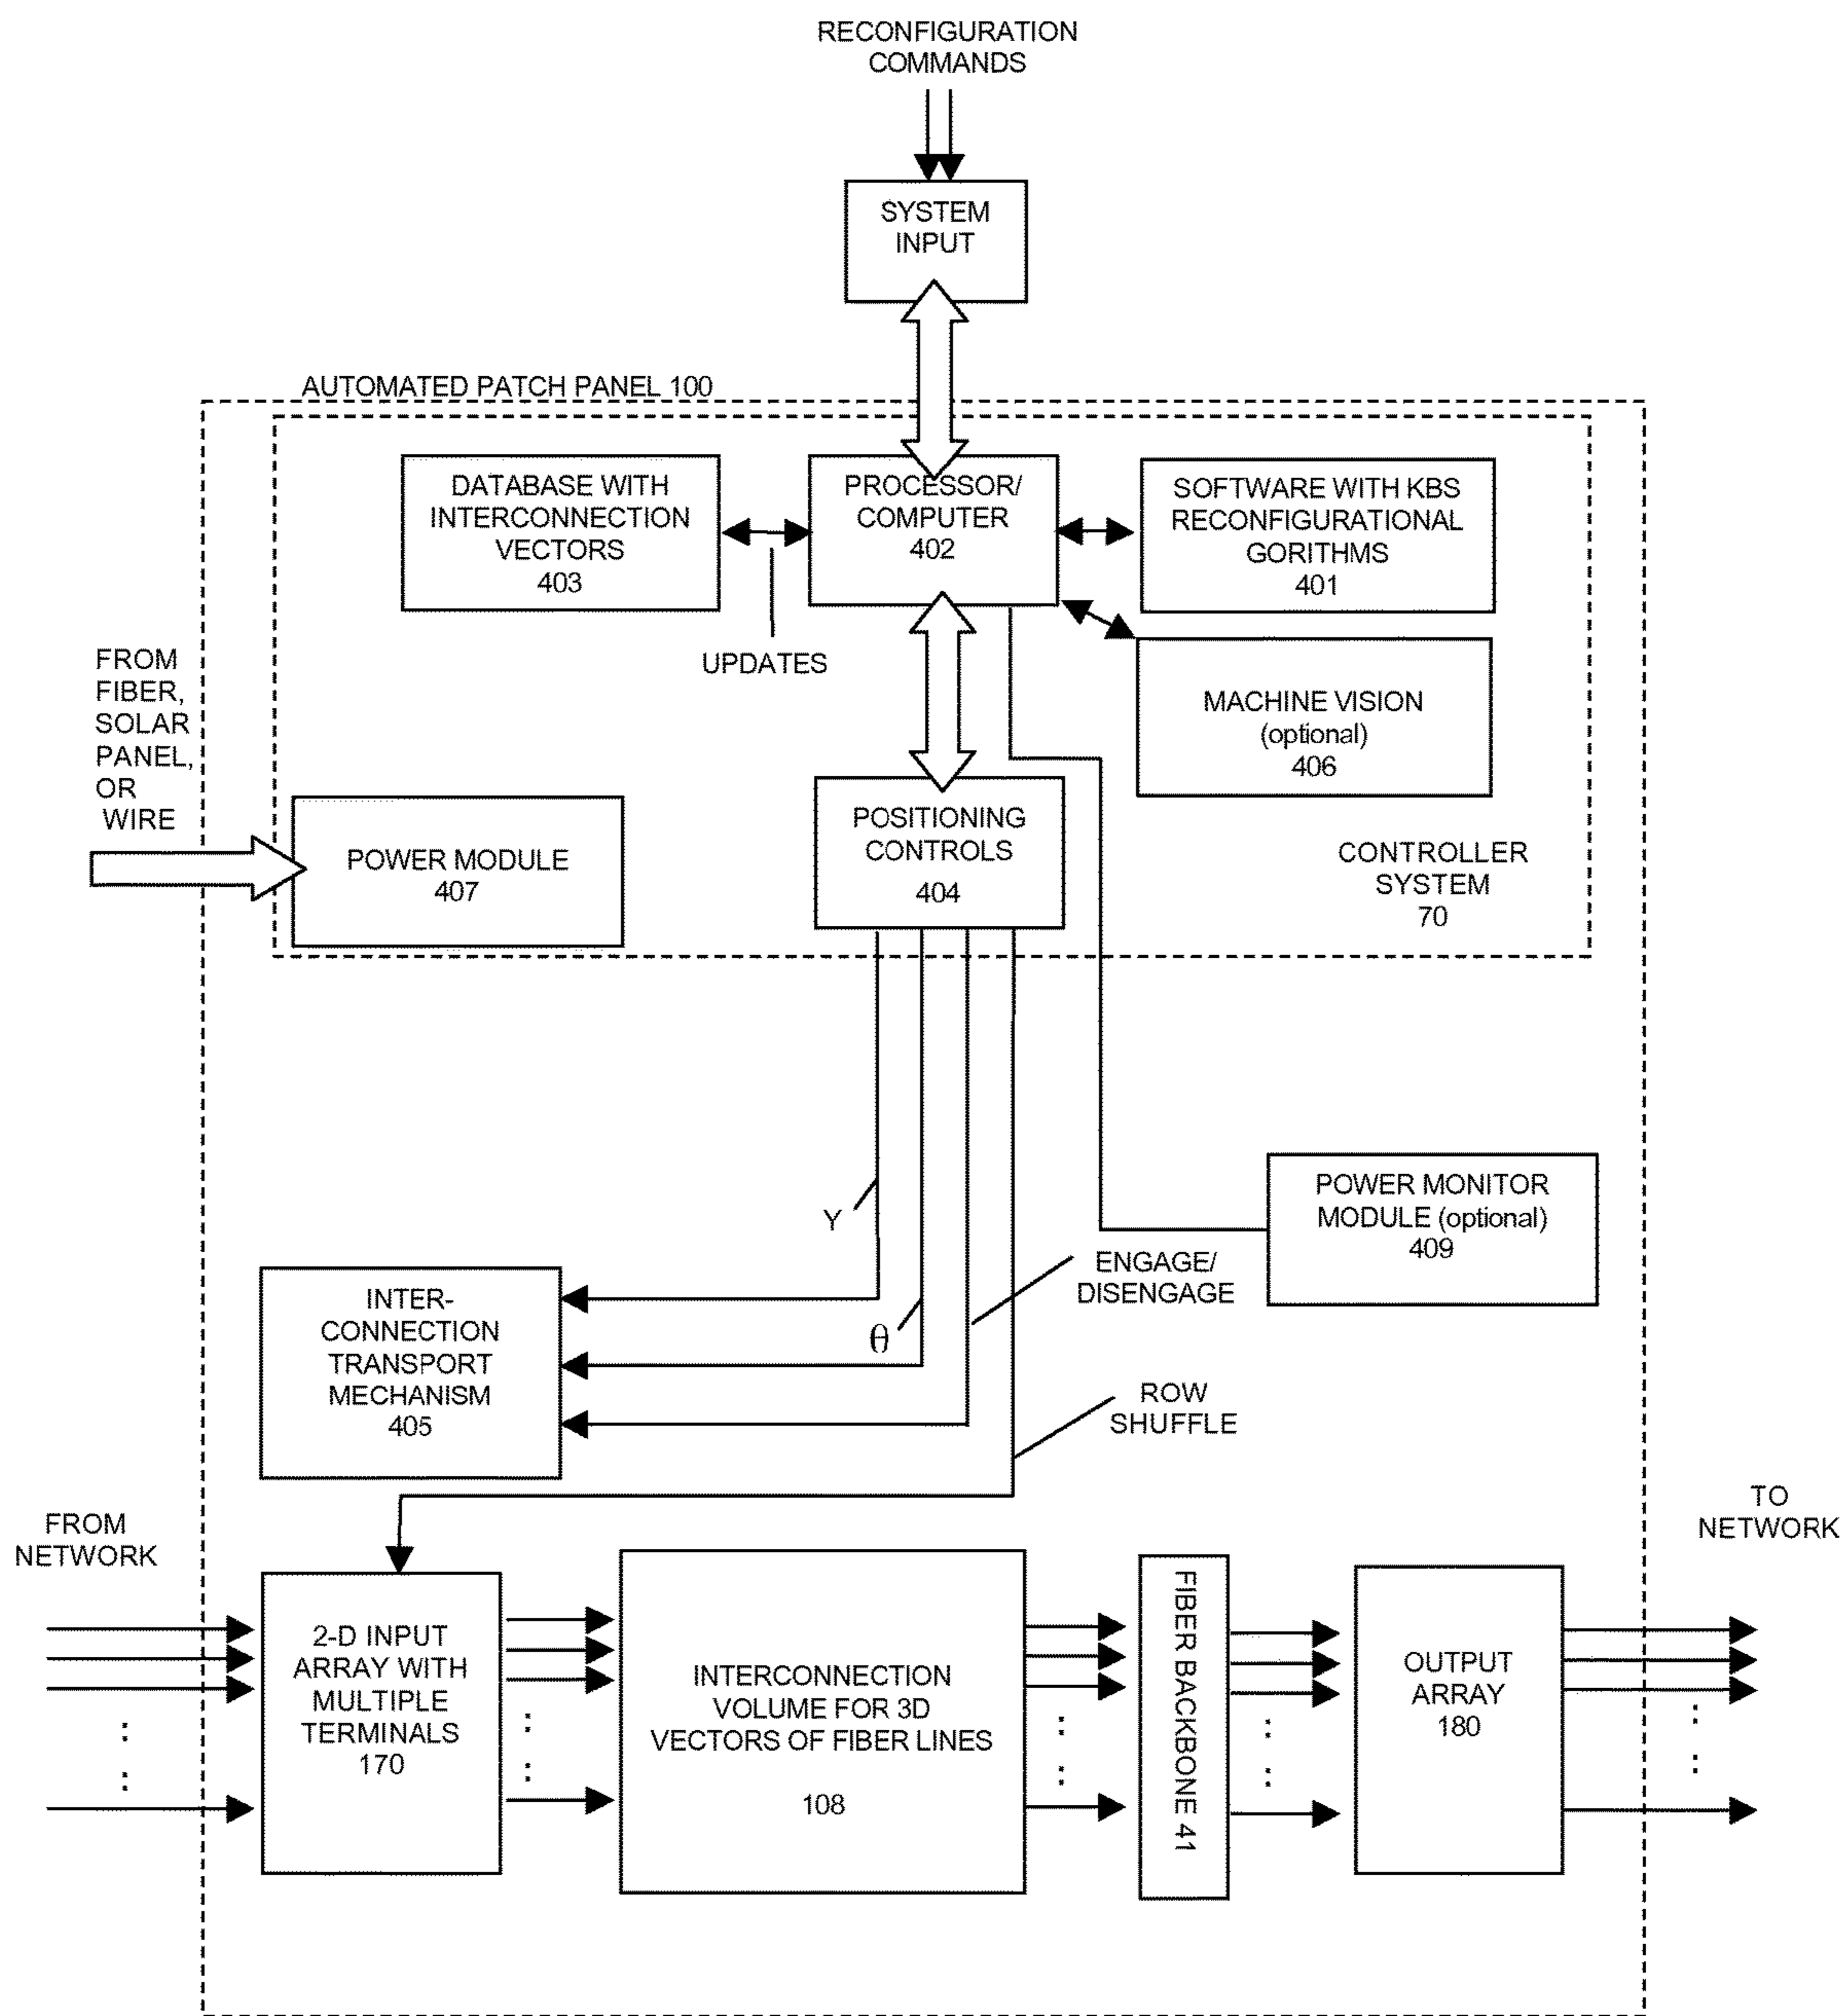 RECONFIGURATION
COMMANDS
SYSTEM
INPUT
AUTOMATED PATCH PANEL 100
DATABASE WITH
INTERCONNECTION
VECTORS
403
PROCESSOR/
COMPUTER
402
SOFTWARE WITH KBS
RECONFIGURATIONAL
GORITHMS
401
UPDATES
MACHINE VISION
(optional)
406
FROM
FIBER,
SOLAR
PANEL,
OR
WIRE
POWER MODULE
407
POSITIONING
CONTROLS
404
CONTROLLER
SYSTEM
70
POWER MONITOR
MODULE (optional)
409
Y
θ
ENGAGE/
DISENGAGE
INTER-
CONNECTION
TRANSPORT
MECHANISM
405
ROW
SHUFFLE
FROM
NETWORK
TO
NETWORK
2-D INPUT
ARRAY WITH
MULTIPLE
TERMINALS
170
INTERCONNECTION
VOLUME FOR 3D
VECTORS OF FIBER LINES
108
FIBER BACKBONE 41
OUTPUT
ARRAY
180